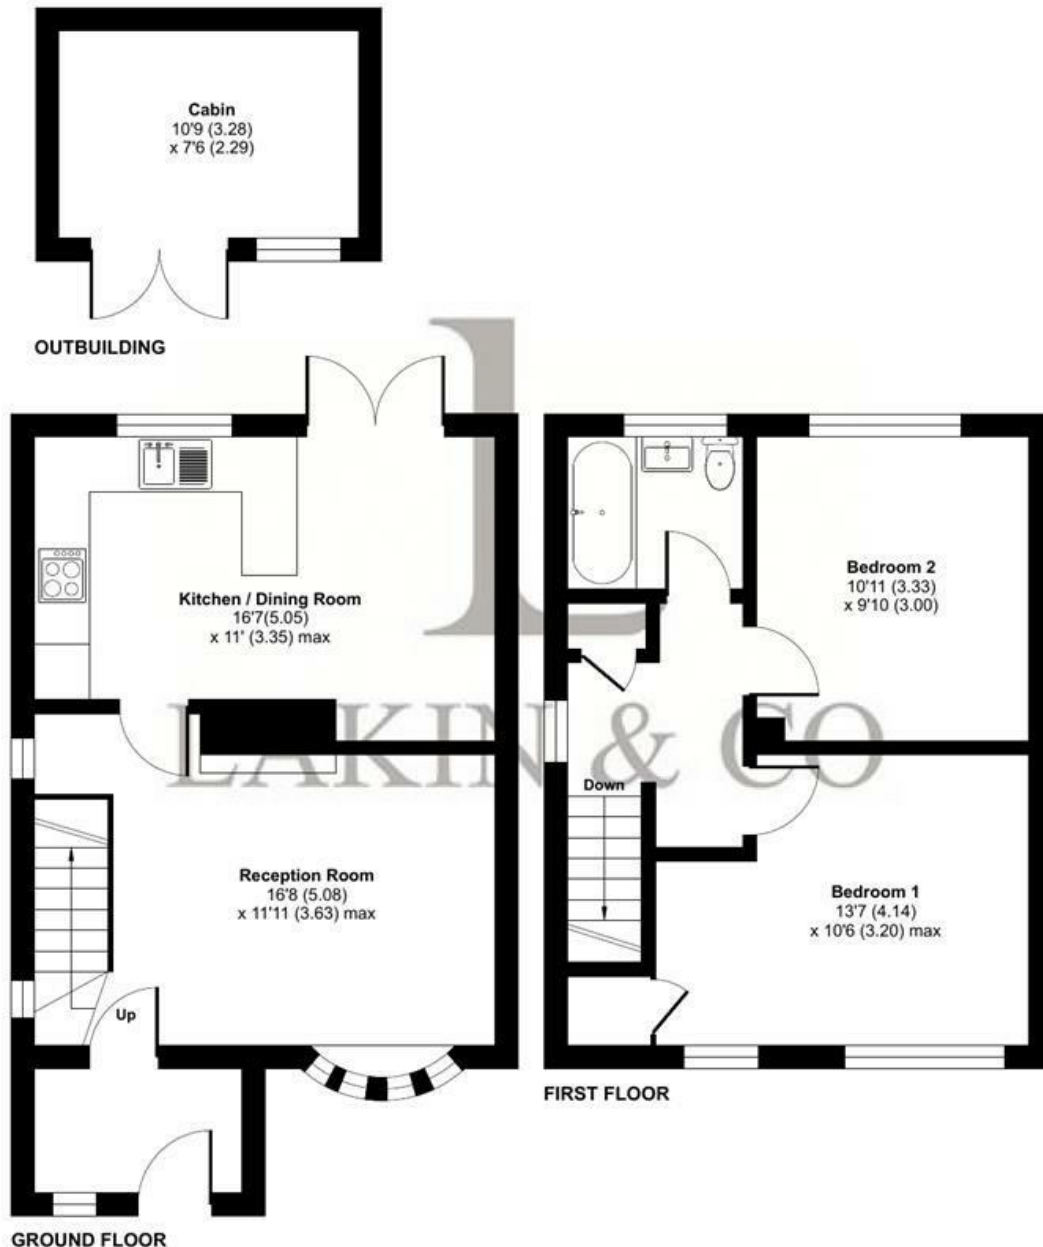 Cabin
10'9 (3.28)
x 7'6 (2.29)
OUTBUILDING
Kitchen / Dining Room
16'7(5.05)
x 11' (3.35) max
Bedroom 2
10'11 (3.33)
x 9'10 (3.00)
LAKIN & CO
Down
Reception Room
16'8 (5.08)
x 11'11 (3.63) max
Bedroom 1
13'7 (4.14)
x 10'6 (3.20) max
Up
FIRST FLOOR
GROUND FLOOR